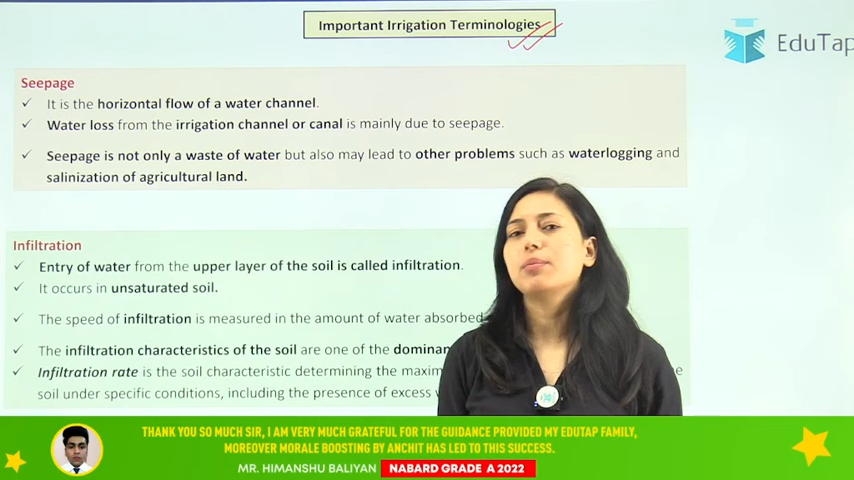 Important Irrigation Terminologies
EduTap
Seepage
It is the horizontal flow of a water channel.
Water loss from the irrigation channel or canal is mainly due to seepage.
Seepage is not only a waste of water but also may lead to other problems such as waterlogging and
salinization of agricultural land.
Infiltration
Entry of water from the upper layer of the soil is called infiltration.
It occurs in unsaturated soil.
The speed of infiltration is measured in the amount of water absorbed
The infiltration characteristics of the soil are one of the
Infiltration rate is the soil characteristic determining the
soil under specific conditions, including the presence of excess
THANK YOU SO MUCH SIR, I AM VERY MUCH GRATEFUL FOR THE GUIDANCE PROVIDED MY EDUTAP FAMILY,
MOREOVER MORALE BOOSTING BY ANCHIT HAS LED TO THIS SUCCESS.
MR. HIMANSHU BALIYAN NABARD GRADE A 2022